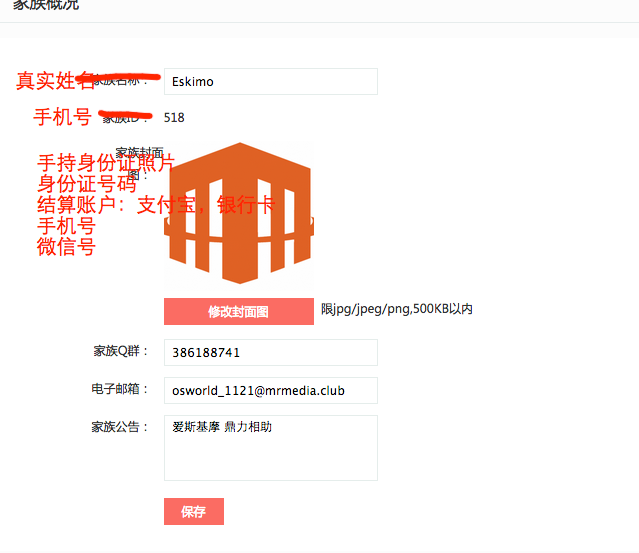 家族概况
真实姓名 家族名称： Eskimo
手机号 家族ID： 518
家族封面
图：
手持身份证照片
身份证号码
结算账户：支付宝，银行卡
手机号
微信号
修改封面图 限jpg/jpeg/png,500KB以内
家族Q群： 386188741
电子邮箱： osworld_1121@mrmedia.club
家族公告： 爱斯基摩 鼎力相助
保存